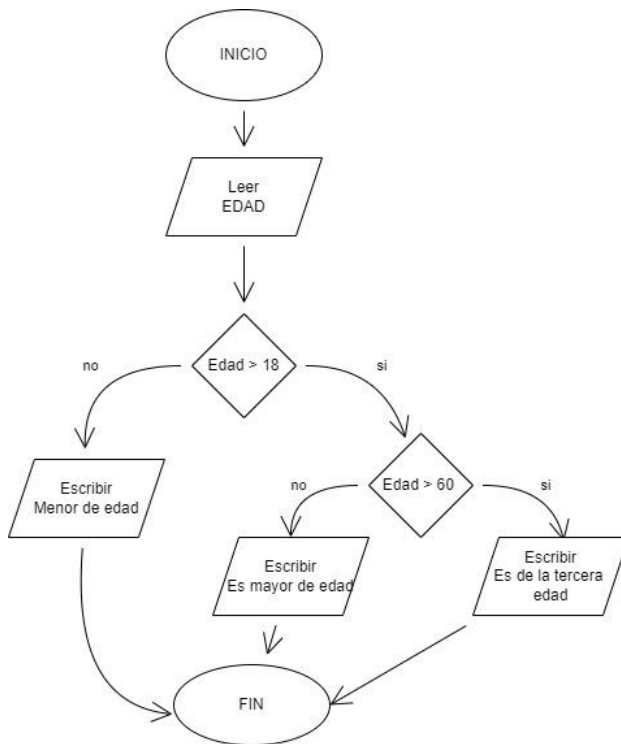 INICIO
Leer
EDAD
Edad > 18
no
si
Escribir
Menor de edad
Edad > 60
no
si
Escribir
Es mayor de edad
Escribir
Es de la tercera
edad
FIN